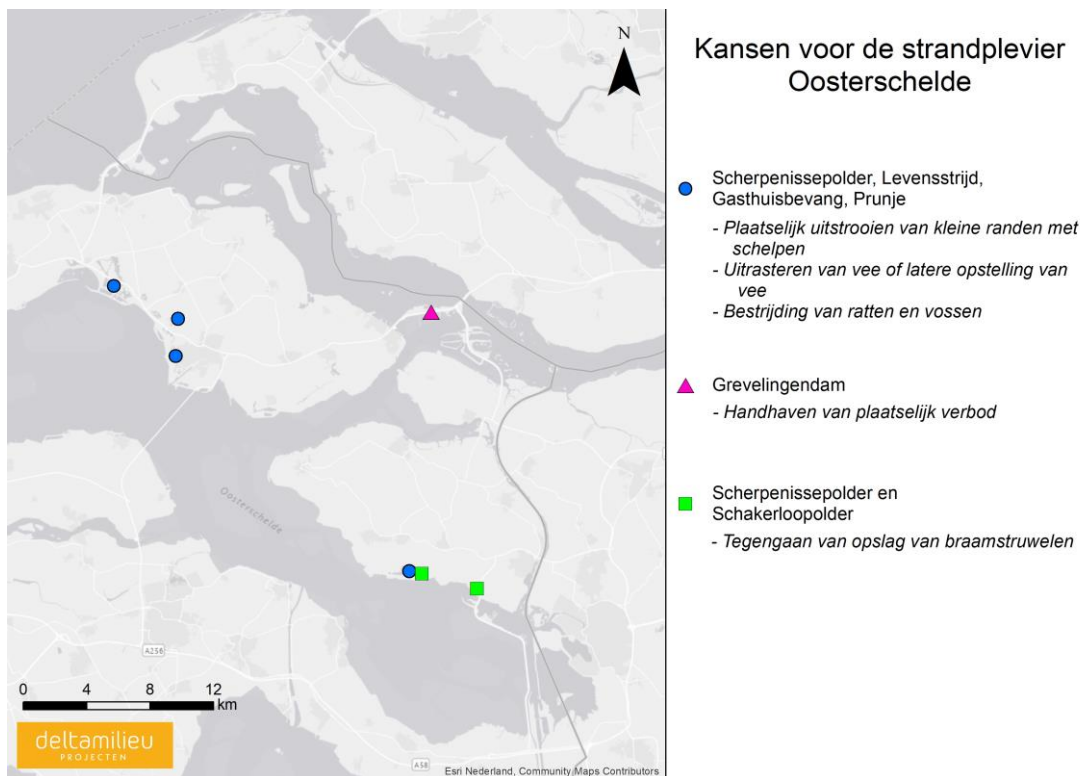 N
Oosterschelde
A256
0 4 8 12
km
deltamilieu
PROJECTEN
A58
Esri Nederland, Community Maps Contributors
Kansen voor de strandplevier
Oosterschelde
Scherpenissepolder, Levensstrijd,
Gasthuisbevang, Prunje
- Plaatselijk uitstrooien van kleine randen met
schelpen
- Uitrasteren van vee of latere opstelling van
vee
- Bestrijding van ratten en vossen
Grevelingendam
- Handhaven van plaatselijk verbod
Scherpenissepolder en
Schakerloopolder
- Tegengaan van opslag van braamstruwelen